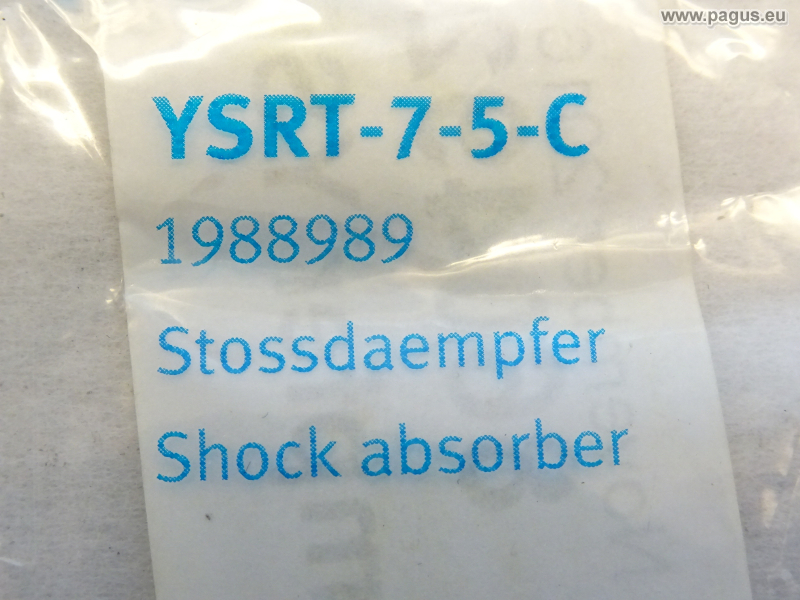 www.pagus.eu
YSRT-7-5-C
1988989
Stossdaempfer
Shock absorber